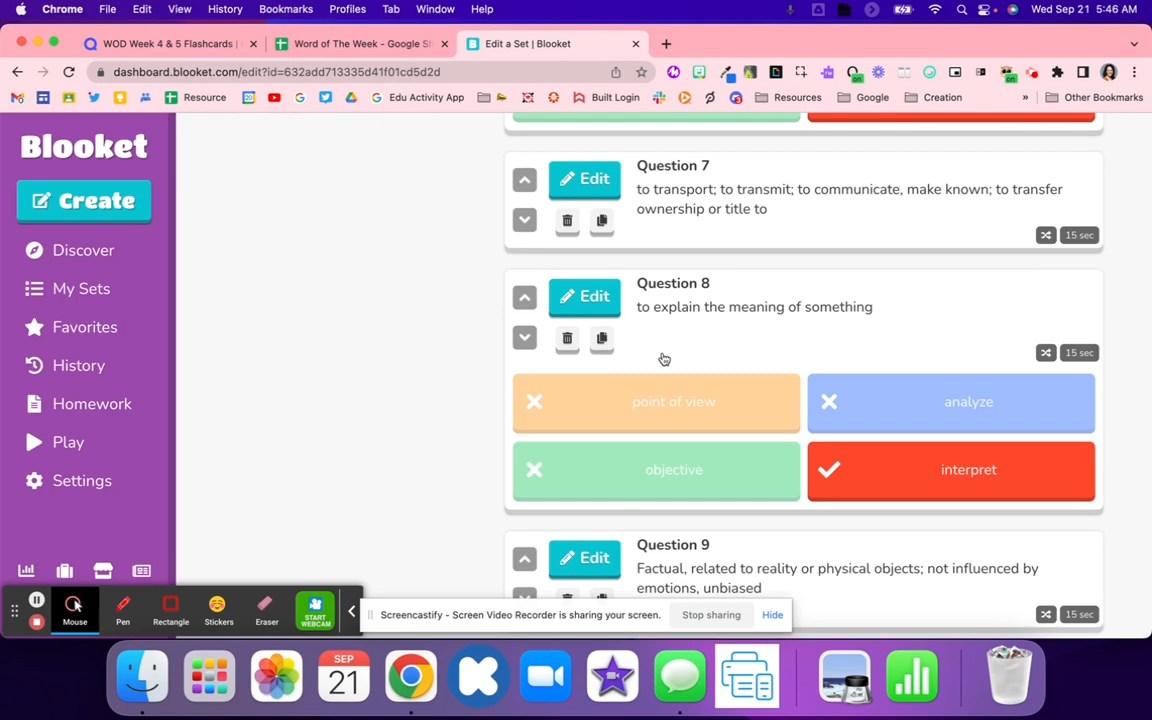 Chrome File Edit View History Bookmarks Profiles Tab Window Help Wed Sep 21 5:46 AM
WOD Week 4 & 5 Flashcards | Word of The Week - Google Sh Edit a Set | Blooket
dashboard.blooket.com/edit?id=632add713335d41f01cd5d2d
Resource Edu Activity App Built Login Resources Google Creation » Other Bookmarks
Blooket
Create
Discover
My Sets
Favorites
History
Homework
Play
Settings
Edit
Question 7
to transport; to transmit; to communicate, make known; to transfer
ownership or title to
15 sec
Edit
Question 8
to explain the meaning of something
15 sec
point of view
analyze
objective
interpret
Edit
Question 9
Factual, related to reality or physical objects; not influenced by
emotions, unbiased
15 sec
Mouse Pen Rectangle Stickers Eraser START WEBCAM
Screencastify - Screen Video Recorder is sharing your screen. Stop sharing Hide
SEP
21